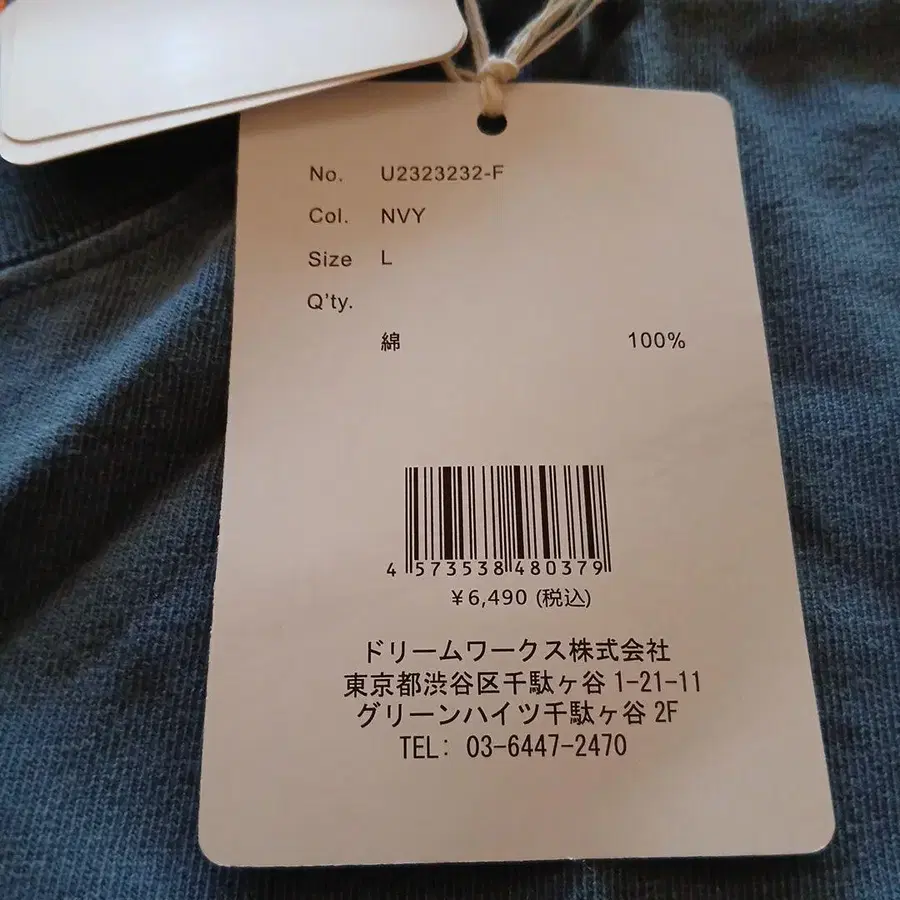 No. U2323232-F
Col. NVY
Size L
Q'ty.
綿 100%
4 573538 480379
¥6,490 (税込)
ドリームワークス株式会社
東京都渋谷区千駄ヶ谷 1-21-11
グリーンハイツ千駄ヶ谷 2F
TEL: 03-6447-2470